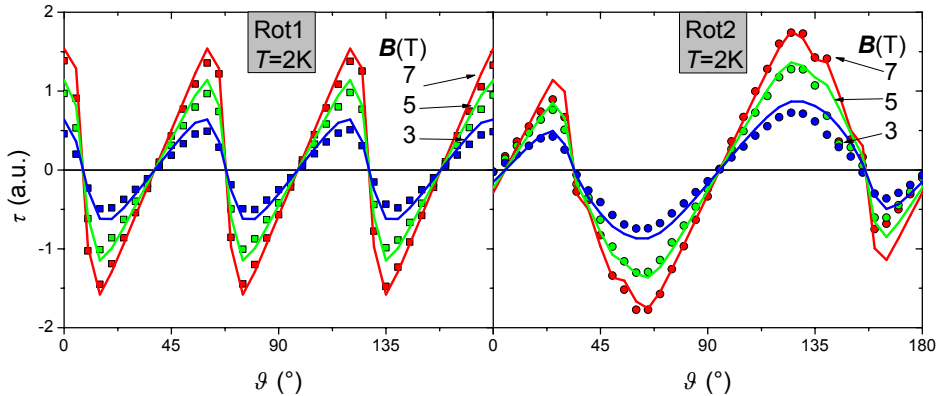 Rot1
T=2K
B(T)
7
5
3
Rot2
T=2K
B(T)
7
5
3
2
1
0
-1
-2
τ (a.u.)
0 45 90 135 0 45 90 135 180
ϑ (°) ϑ (°)